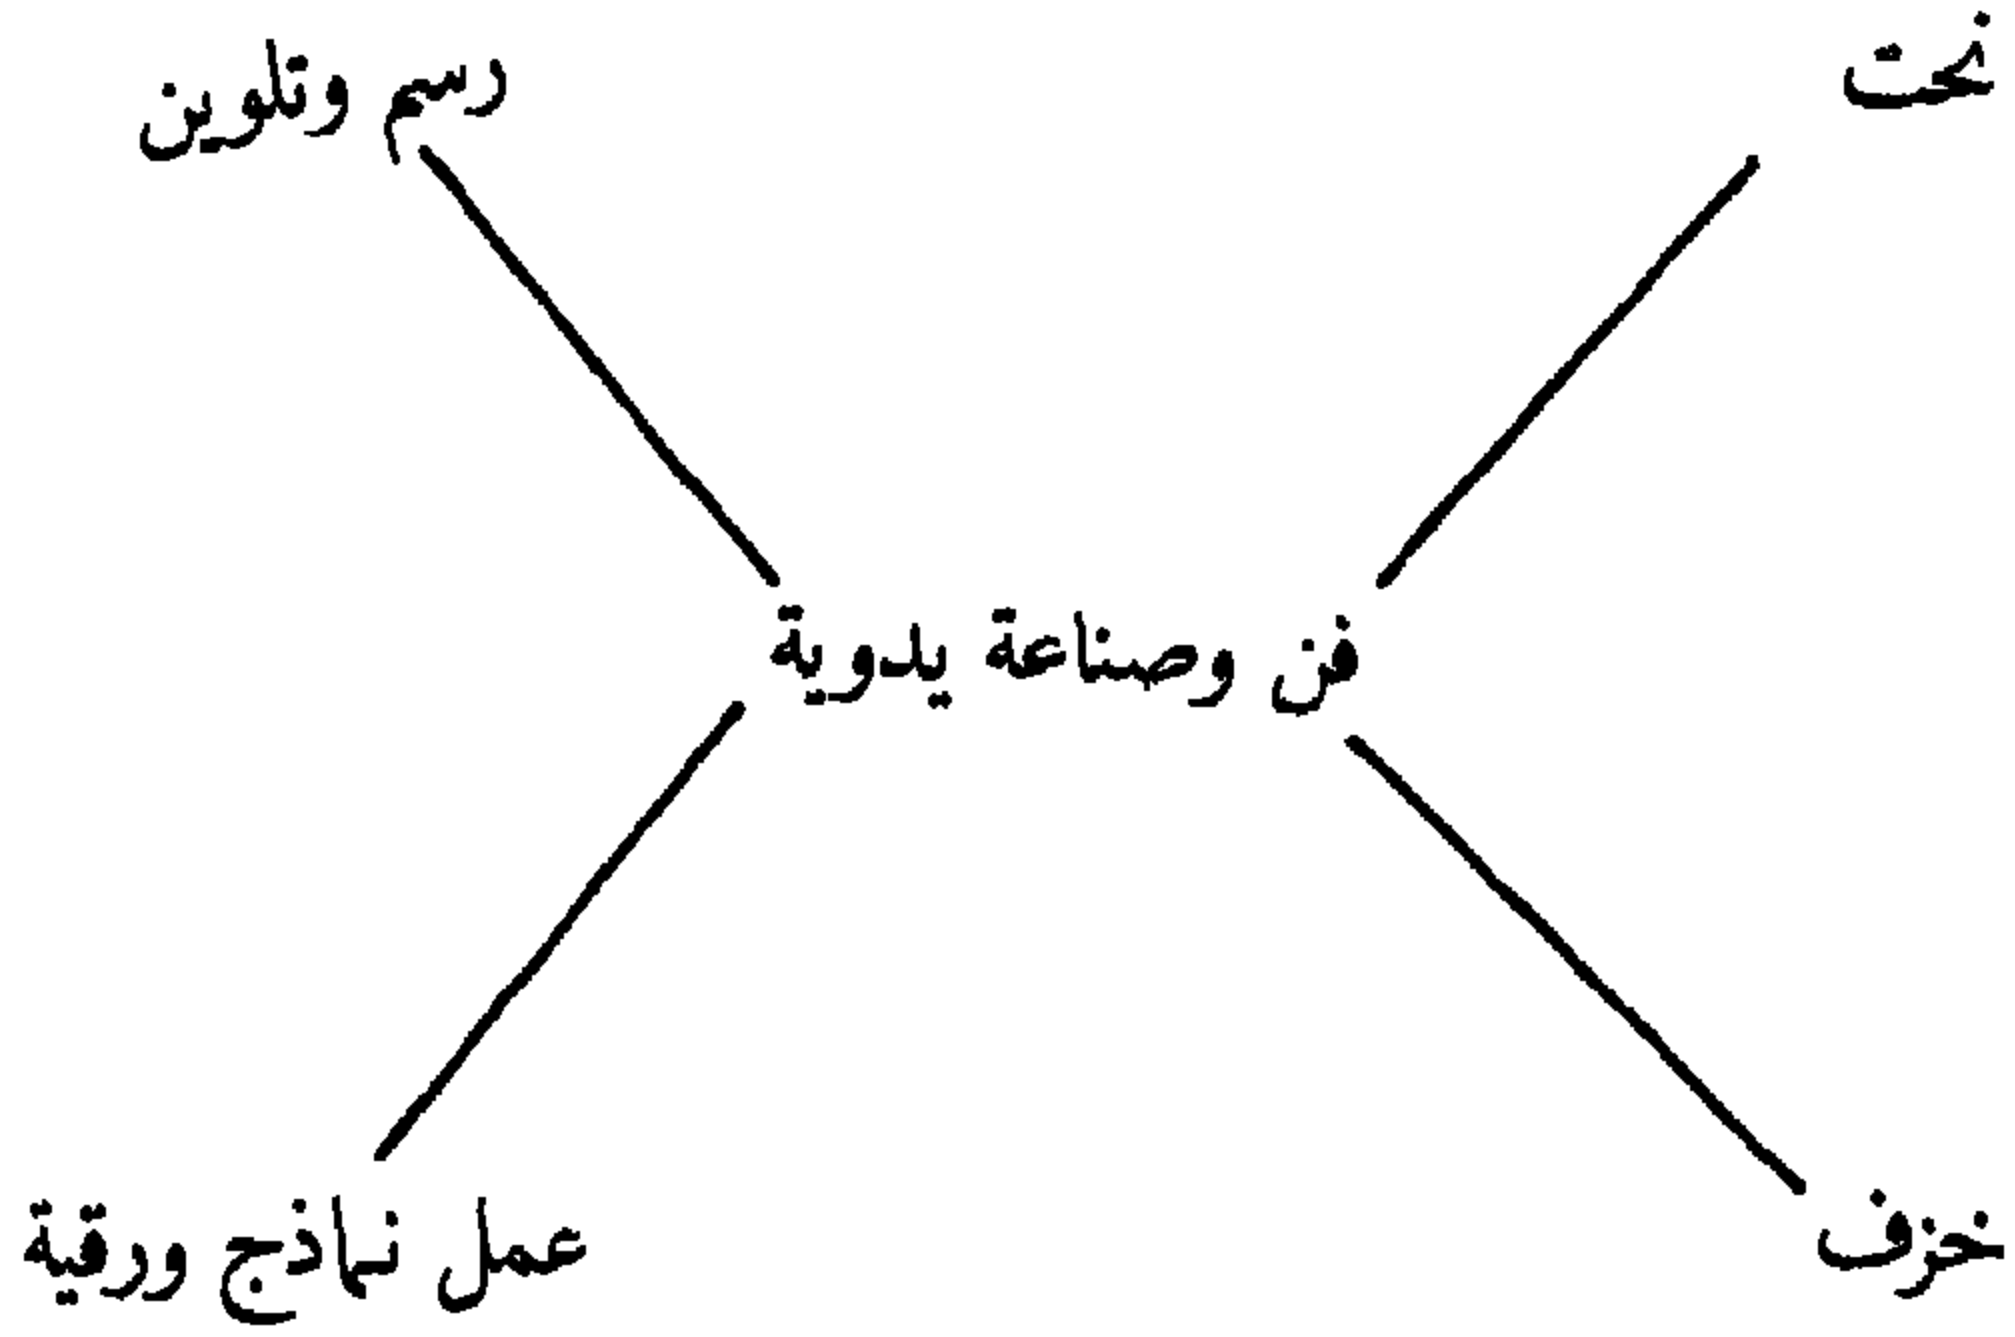 نحت
رسم وتلوين
فن وصناعة يدوية
خزف
عمل نماذج ورقية